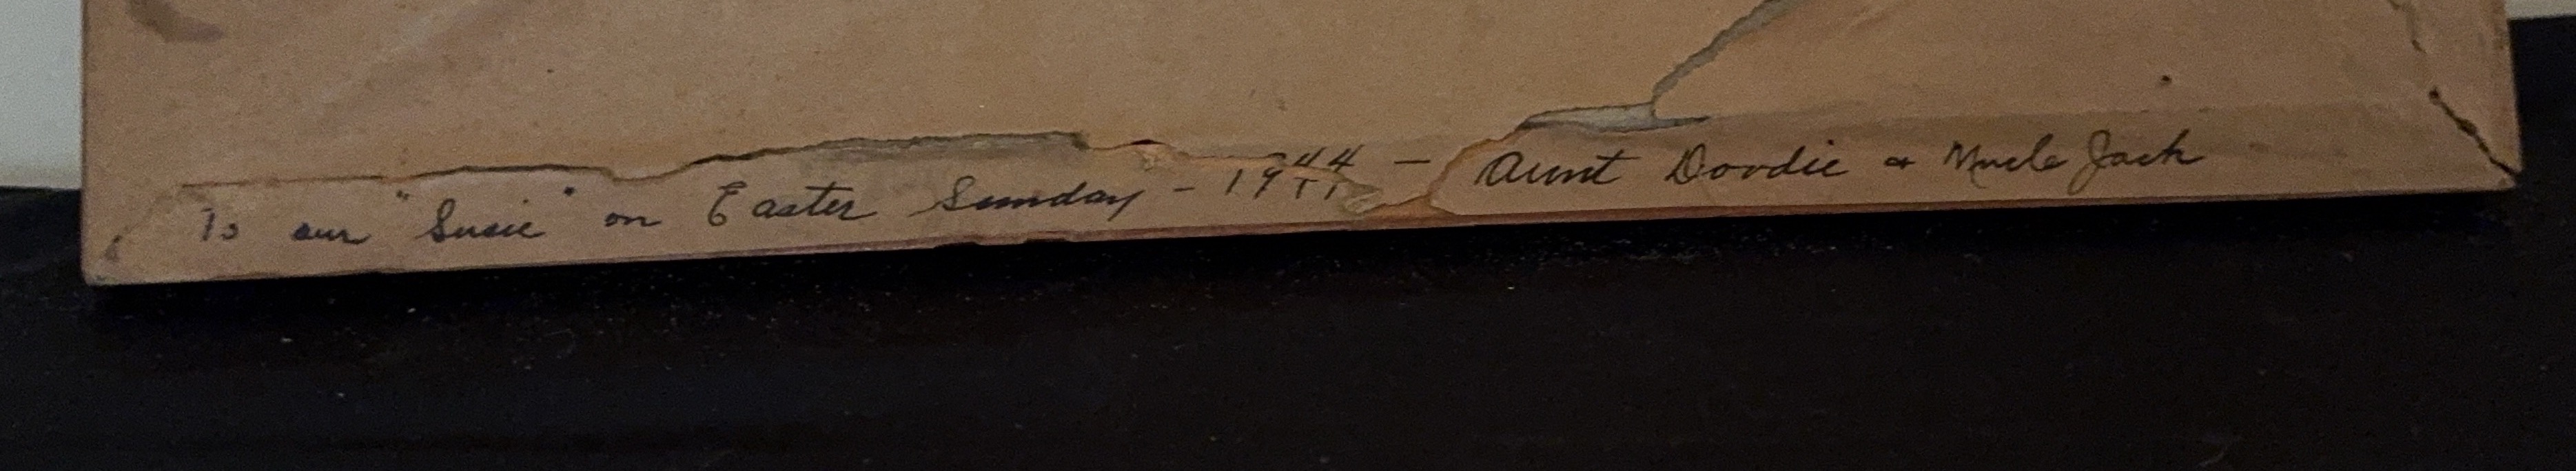 To our "Susie" on Easter Sunday - 1944 - Aunt Doodie & Uncle Jack